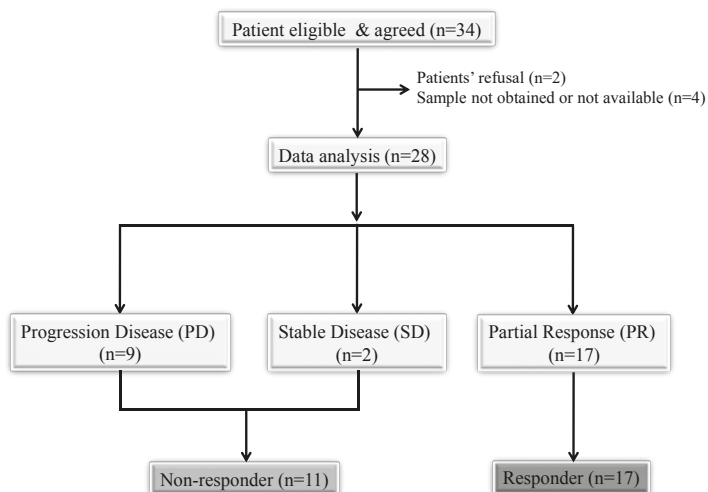 Patient eligible & agreed (n=34)
Patients' refusal (n=2)
Sample not obtained or not available (n=4)
Data analysis (n=28)
Progression Disease (PD)
(n=9)
Stable Disease (SD)
(n=2)
Partial Response (PR)
(n=17)
Non-responder (n=11)
Responder (n=17)